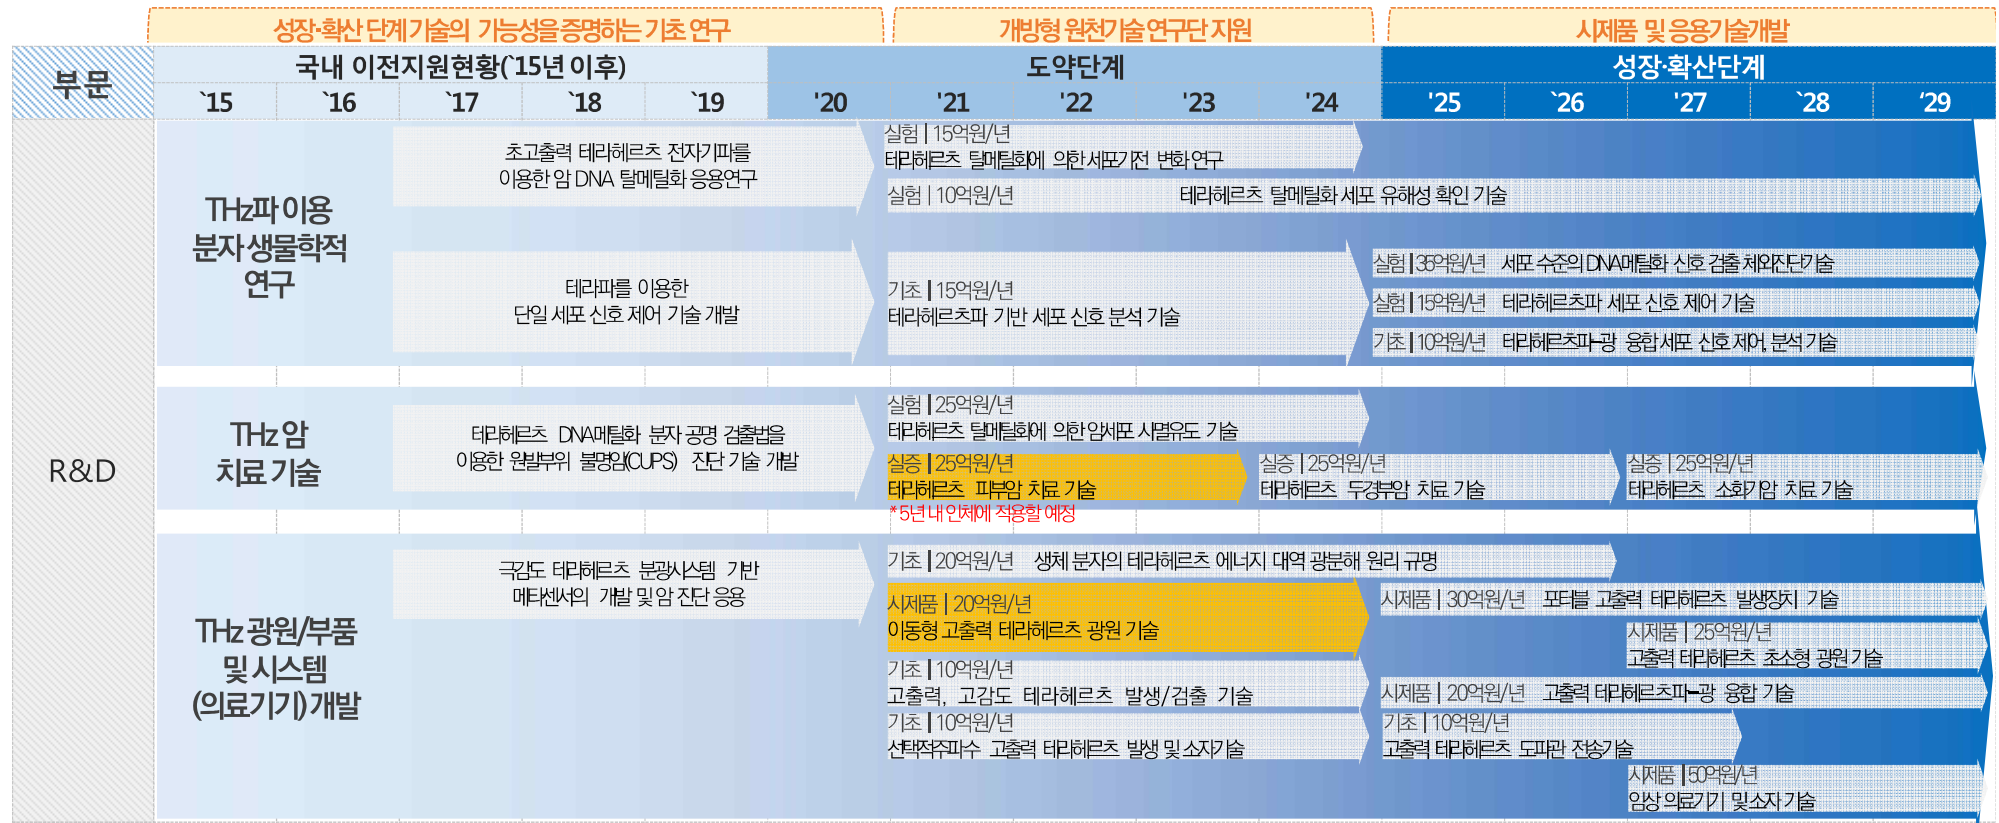 성장·확산 단계 기술의 가능성을 증명하는 기초 연구
개방형 원천기술 연구단 지원
시제품 및 응용기술개발
부문
국내 이전지원현황(`15년 이후)
도약단계
성장·확산단계
`15
`16
`17
`18
`19
'20
'21
'22
'23
'24
'25
`26
'27
`28
‘29
R&D
THz파 이용
분자 생물학적
연구
초고출력 테라헤르츠 전자기파를
이용한 암 DNA 탈메틸화 응용연구
실험 | 15억원/년
테라헤르츠 탈메틸화에 의한 세포기전 변화 연구
실험 | 10억원/년
테라헤르츠 탈메틸화 세포 유해성 확인 기술
테라파를 이용한
단일 세포 신호 제어 기술 개발
기초 | 15억원/년
테라헤르츠파 기반 세포 신호 분석 기술
실험 | 35억원/년 세포 수준의 DNA메틸화 신호 검출 체외진단기술
실험 | 15억원/년 테라헤르츠파 세포 신호 제어 기술
기초 | 10억원/년 테라헤르츠파-광 융합 세포 신호 제어, 분석 기술
THz 암
치료 기술
테라헤르츠 DNA메틸화 분자 공명 검출법을
이용한 원발부위 불명암(CUPS) 진단 기술 개발
실험 | 25억원/년
테라헤르츠 탈메틸화에 의한 암세포 사멸유도 기술
실증 | 25억원/년
테라헤르츠 피부암 치료 기술
*5년 내 인체에 적용할 예정
실증 | 25억원/년
테라헤르츠 두경부암 치료 기술
실증 | 25억원/년
테라헤르츠 소화기암 치료 기술
THz 광원/부품
및 시스템
(의료기기) 개발
극감도 테라헤르츠 분광시스템 기반
메타센서의 개발 및 암 진단 응용
기초 | 20억원/년 생체 분자의 테라헤르츠 에너지 대역 광분해 원리 규명
시제품 | 20억원/년
이동형 고출력 테라헤르츠 광원 기술
시제품 | 30억원/년 포터블 고출력 테라헤르츠 발생장치 기술
시제품 | 25억원/년
고출력 테라헤르츠 초소형 광원 기술
기초 | 10억원/년
고출력, 고감도 테라헤르츠 발생/검출 기술
시제품 | 20억원/년 고출력 테라헤르츠파-광 융합 기술
기초 | 10억원/년
선택적주파수 고출력 테라헤르츠 발생 및 소자기술
기초 | 10억원/년
고출력 테라헤르츠 도파관 전송기술
시제품 | 50억원/년
임상 의료기기 및 소자 기술